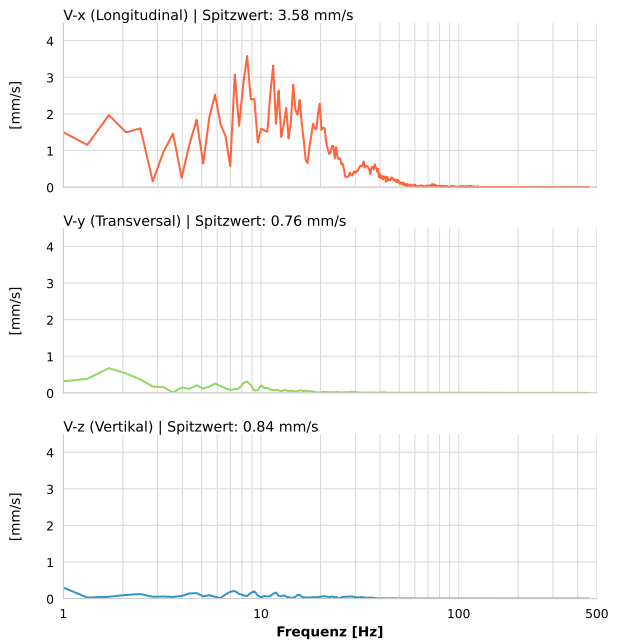 V-x (Longitudinal) | Spitzwert: 3.58 mm/s
4
3
2
1
0
[mm/s]
V-y (Transversal) | Spitzwert: 0.76 mm/s
4
3
2
1
0
[mm/s]
V-z (Vertikal) | Spitzwert: 0.84 mm/s
4
3
2
1
0
[mm/s]
1 10 100 500
Frequenz [Hz]